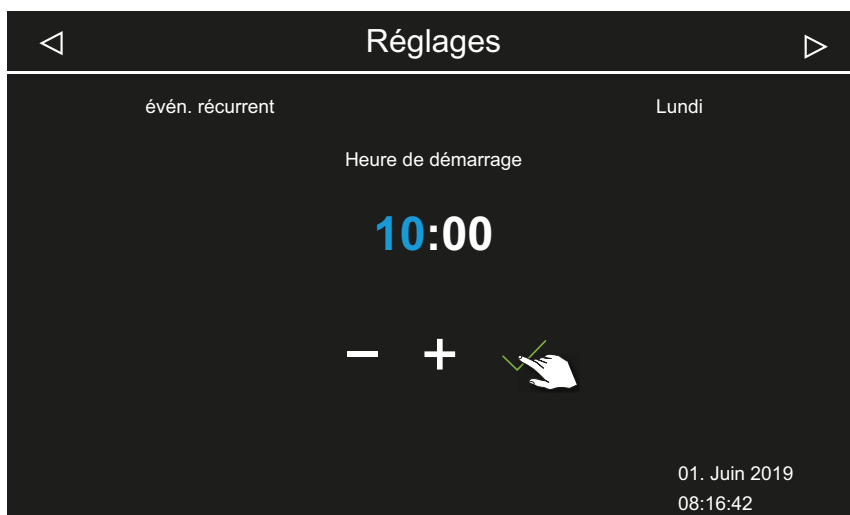 Réglages
évén. récurrent
Lundi
Heure de démarrage
10:00
01. Juin 2019
08:16:42